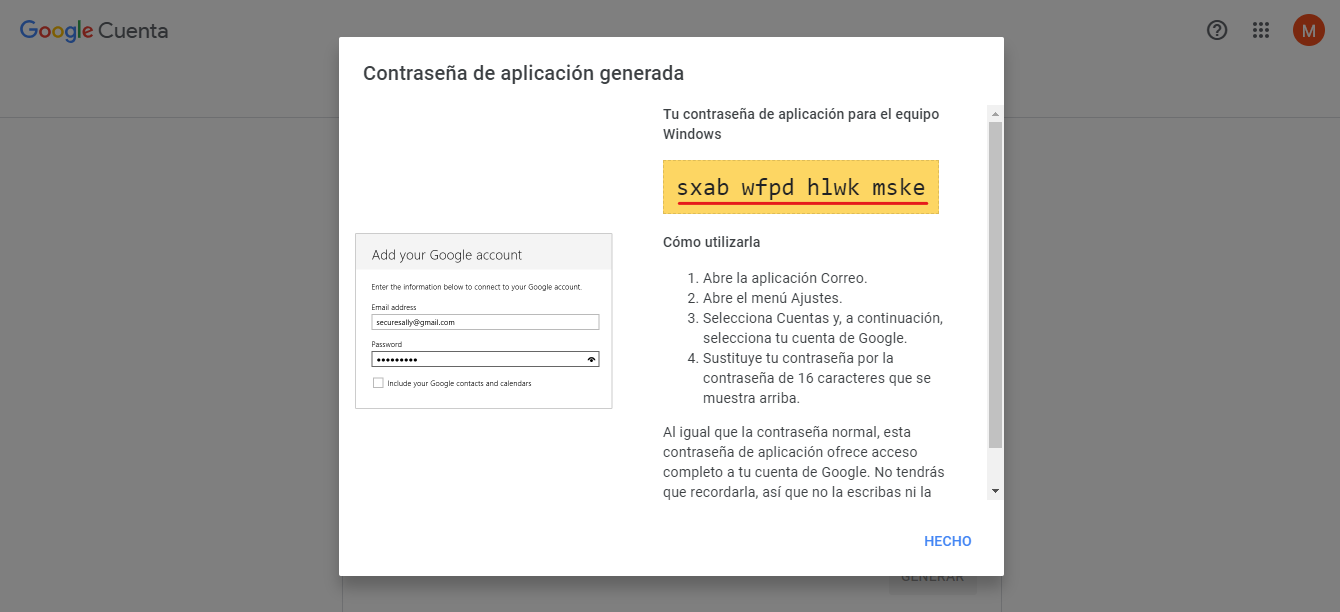 Google Cuenta
M
Contraseña de aplicación generada
Tu contraseña de aplicación para el equipo
Windows
sxab wfpd hlwk mske
Add your Google account
Enter the information below to connect to your Google account.
Email address
securesally@gmail.com
Password
Include your Google contacts and calendars
Cómo utilizarla
1. Abre la aplicación Correo.
2. Abre el menú Ajustes.
3. Selecciona Cuentas y, a continuación,
selecciona tu cuenta de Google.
4. Sustituye tu contraseña por la
contraseña de 16 caracteres que se
muestra arriba.
Al igual que la contraseña normal, esta
contraseña de aplicación ofrece acceso
completo a tu cuenta de Google. No tendrás
que recordarla, así que no la escribas ni la
HECHO
GENERAR